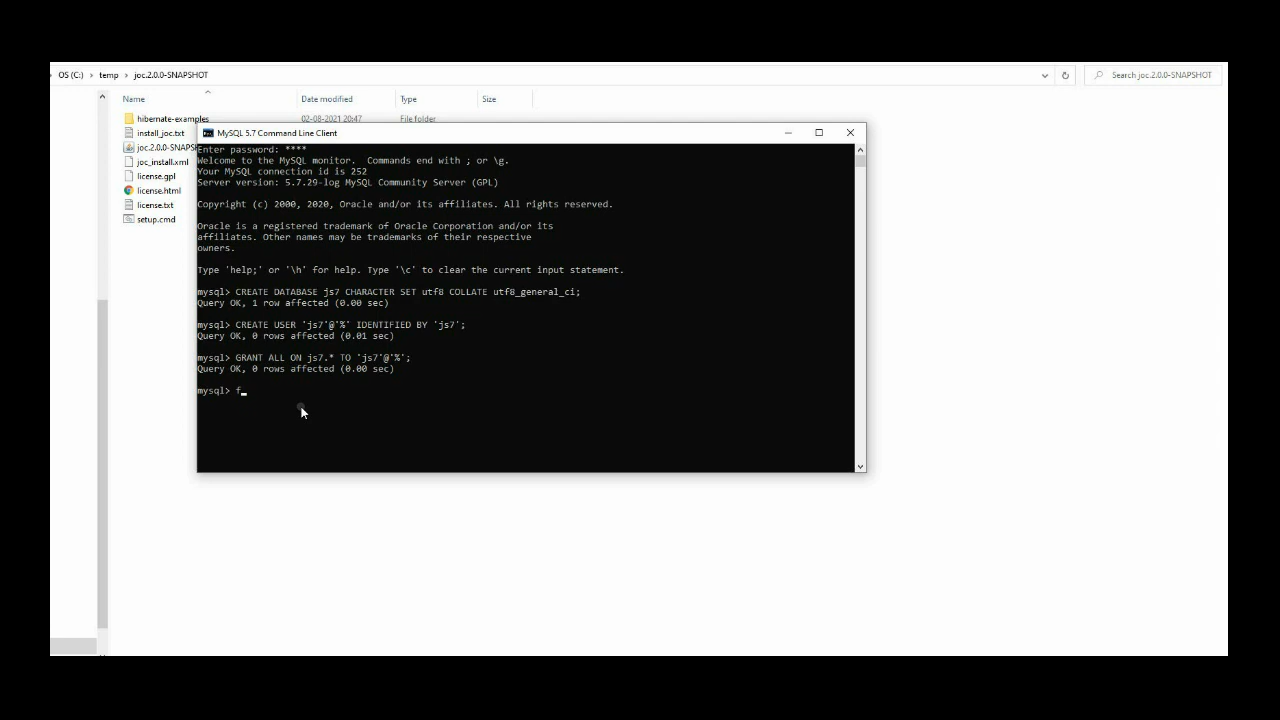 OS (C:) › temp › joc.2.0.0-SNAPSHOT
Search joc.2.0.0-SNAPSHOT
Name Date modified Type Size
hibernate-examples 02-08-2021 20:47 File folder
install_joc.txt
joc.2.0.0-SNAPS
joc_install.xml
license.gpl
license.html
license.txt
setup.cmd
MySQL 5.7 Command Line Client
Enter password: ****
Welcome to the MySQL monitor.  Commands end with ; or \g.
Your MySQL connection id is 252
Server version: 5.7.29-log MySQL Community Server (GPL)
Copyright (c) 2000, 2020, Oracle and/or its affiliates. All rights reserved.
Oracle is a registered trademark of Oracle Corporation and/or its
affiliates. Other names may be trademarks of their respective
owners.
Type 'help;' or '\h' for help. Type '\c' to clear the current input statement.
mysql> CREATE DATABASE js7 CHARACTER SET utf8 COLLATE utf8_general_ci;
Query OK, 1 row affected (0.00 sec)
mysql> CREATE USER 'js7'@'%' IDENTIFIED BY 'js7';
Query OK, 0 rows affected (0.01 sec)
mysql> GRANT ALL ON js7.* TO 'js7'@'%';
Query OK, 0 rows affected (0.00 sec)
mysql> f_